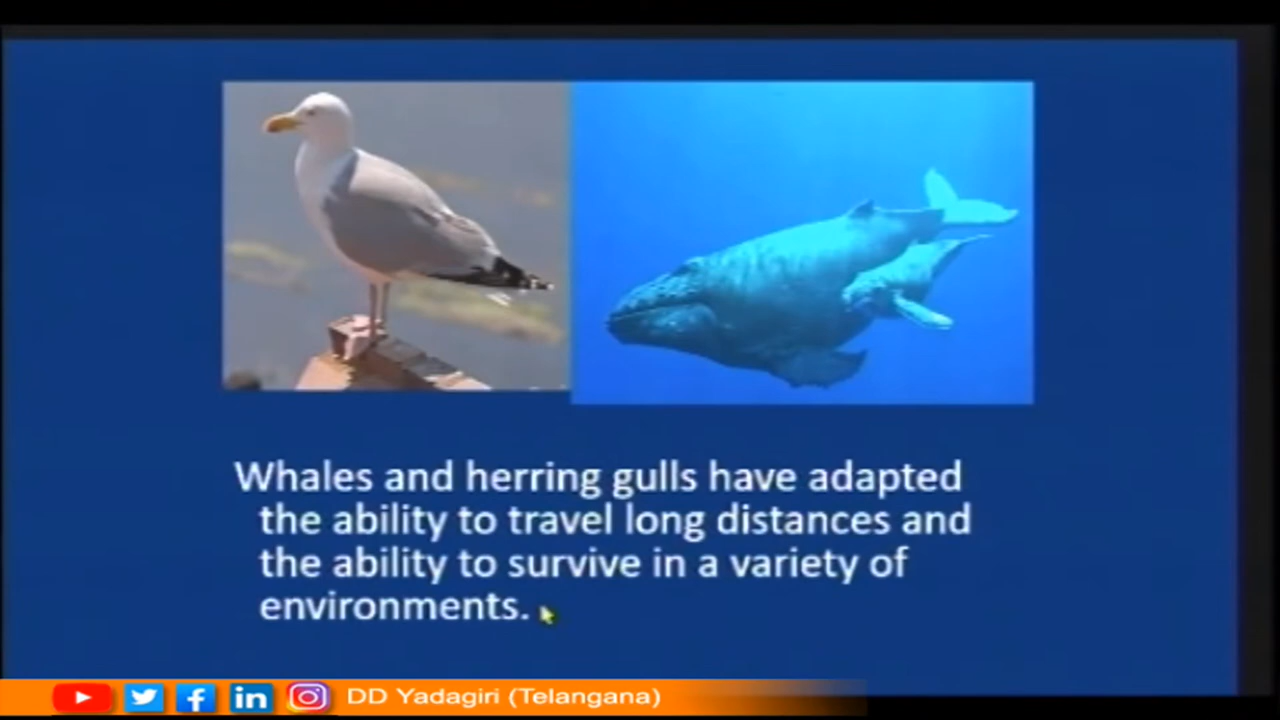 Whales and herring gulls have adapted
the ability to travel long distances and
the ability to survive in a variety of
environments.
DD Yadagiri (Telangana)